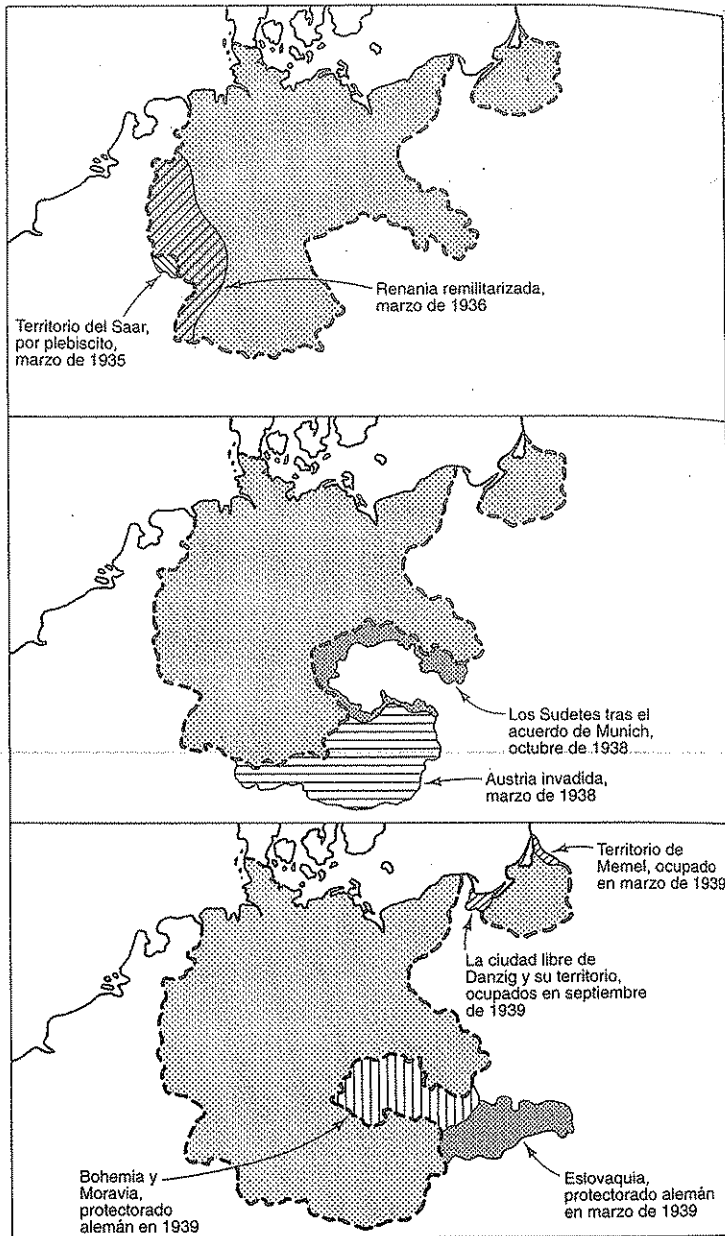 Renania remilitarizada,
marzo de 1936
Territorio del Saar,
por plebiscito,
marzo de 1935
Los Sudetes tras el
acuerdo de Munich,
octubre de 1938
Austria invadida,
marzo de 1938
Territorio de
Memel, ocupado
en marzo de 1939
La ciudad libre de
Danzig y su territorio,
ocupados en septiembre
de 1939
Bohemia y
Moravia,
protectorado
alemán en 1939
Eslovaquia,
protectorado alemán
en marzo de 1939